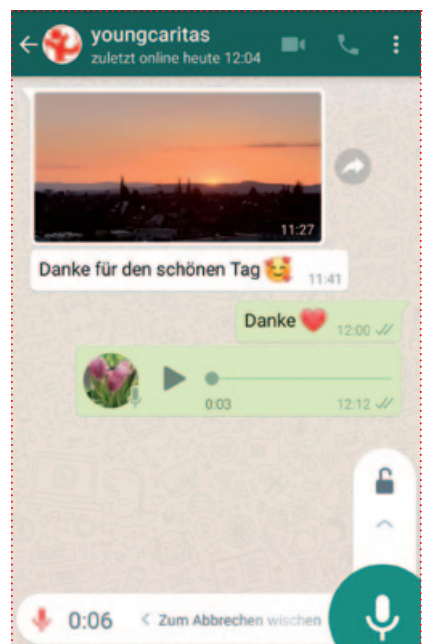 youngcaritas
zuletzt online heute 12:04
11:27
Danke für den schönen Tag 🥰 11:41
Danke ❤️ 12:00
0:03 12:12
0:06 < Zum Abbrechen wischen